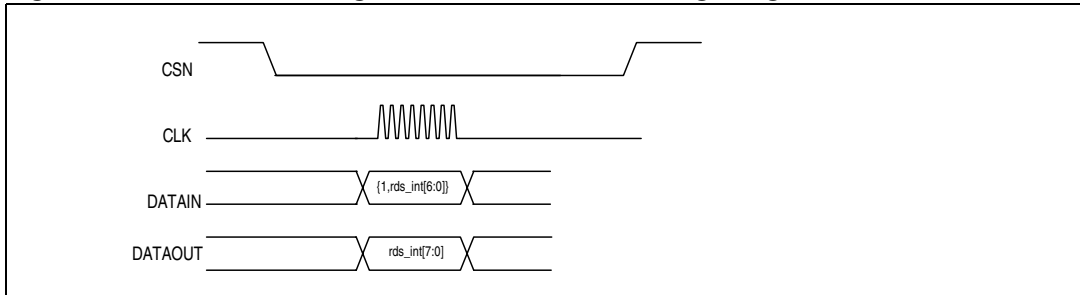 CSN
CLK
DATAIN
{1,rds_int[6:0]}
DATAOUT
rds_int[7:0]